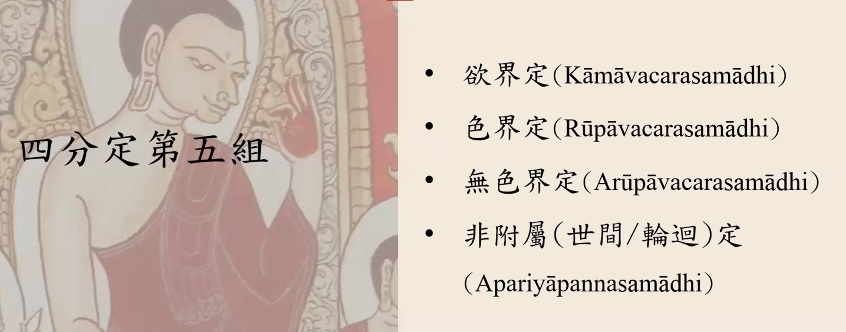 四分定第五組
• 欲界定(Kāmāvacarasamādhi)
• 色界定(Rūpāvacarasamādhi)
• 無色界定(Arūpāvacarasamādhi)
• 非附屬(世間/輪迴)定
(Apariyāpannasamādhi)